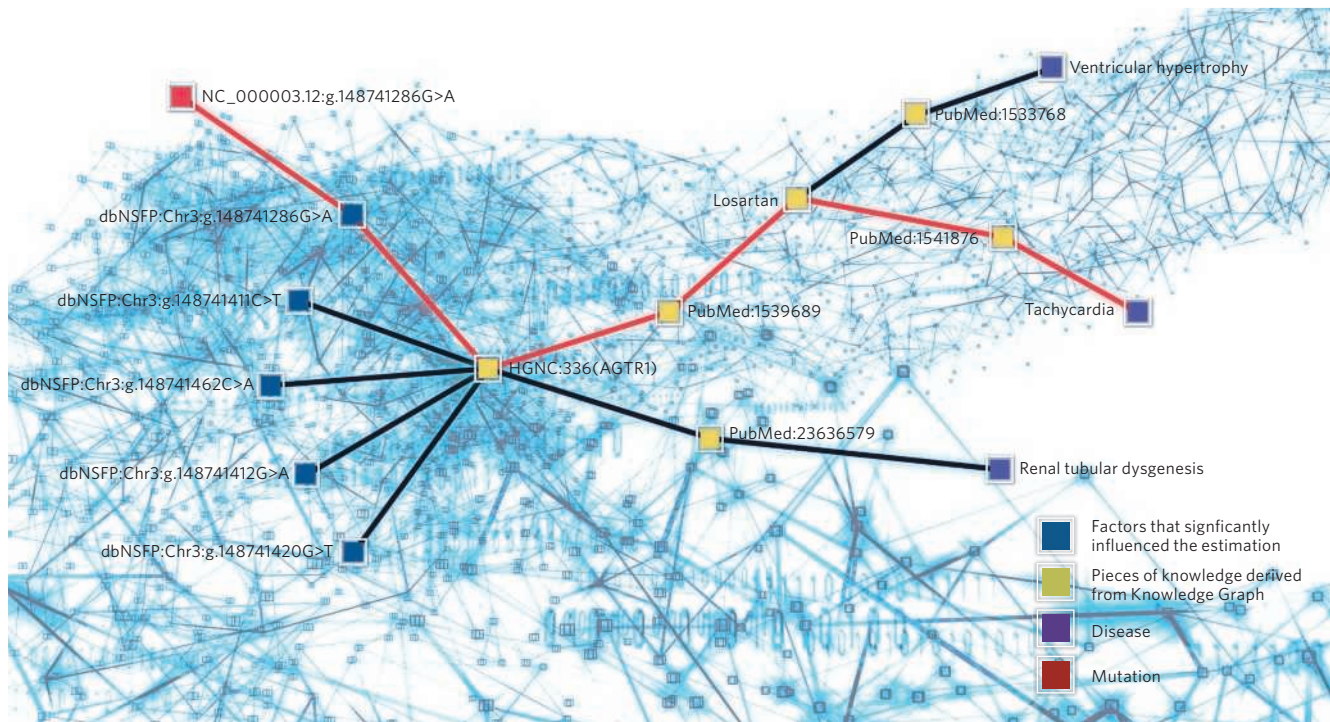 Ventricular hypertrophy
NC_000003.12:g.148741286G>A
PubMed:1533768
Losartan
dbNSFP:Chr3:g.148741286G>A
PubMed:1541876
dbNSFP:Chr3:g.148741411C>T
PubMed:1539689
Tachycardia
HGNC:336(AGTR1)
dbNSFP:Chr3:g.148741462C>A
PubMed:23636579
dbNSFP:Chr3:g.148741412G>A
Renal tubular dysgenesis
dbNSFP:Chr3:g.148741420G>T
Factors that signficantly
influenced the estimation
Pieces of knowledge derived
from Knowledge Graph
Disease
Mutation